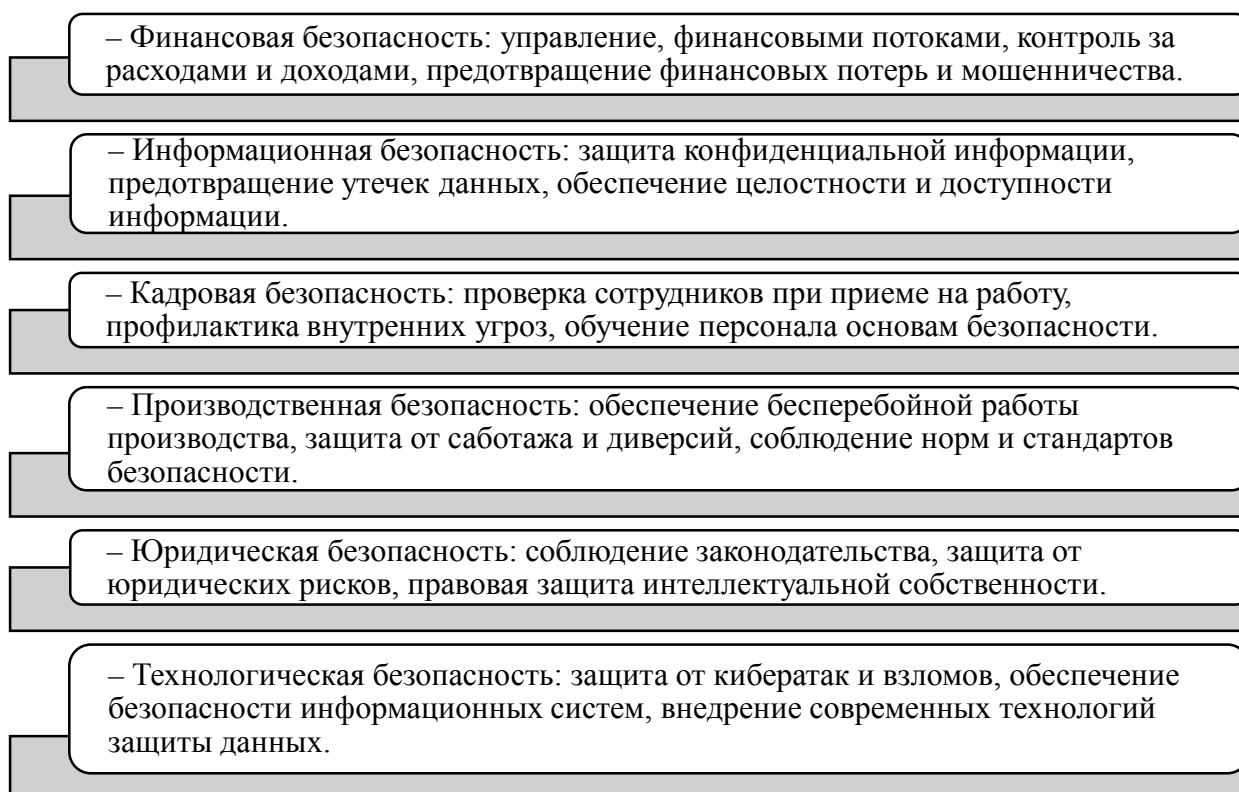 – Финансовая безопасность: управление, финансовыми потоками, контроль за
расходами и доходами, предотвращение финансовых потерь и мошенничества.
– Информационная безопасность: защита конфиденциальной информации,
предотвращение утечек данных, обеспечение целостности и доступности
информации.
– Кадровая безопасность: проверка сотрудников при приеме на работу,
профилактика внутренних угроз, обучение персонала основам безопасности.
– Производственная безопасность: обеспечение бесперебойной работы
производства, защита от саботажа и диверсий, соблюдение норм и стандартов
безопасности.
– Юридическая безопасность: соблюдение законодательства, защита от
юридических рисков, правовая защита интеллектуальной собственности.
– Технологическая безопасность: защита от кибератак и взломов, обеспечение
безопасности информационных систем, внедрение современных технологий
защиты данных.